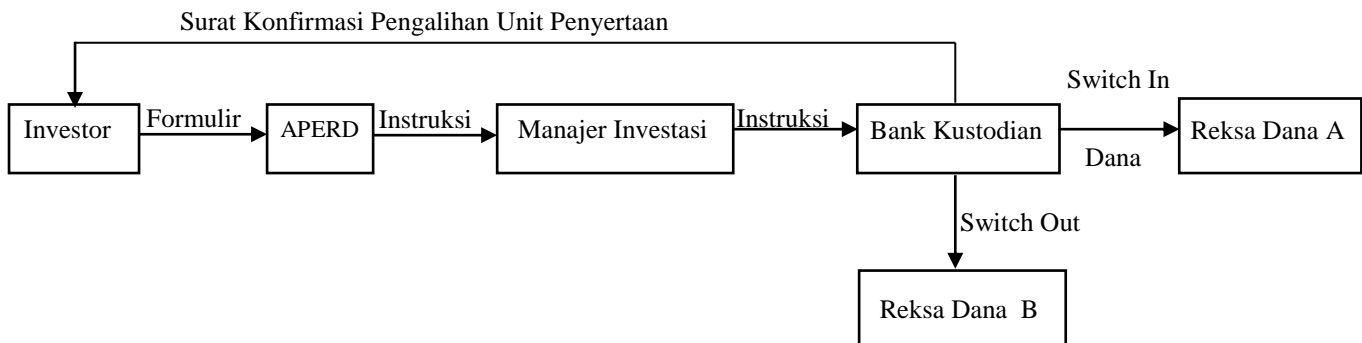 Surat Konfirmasi Pengalihan Unit Penyertaan
Switch In
Investor
Formulir
APERD
Instruksi
Manajer Investasi
Instruksi
Bank Kustodian
Reksa Dana A
Dana
Switch Out
Reksa Dana B